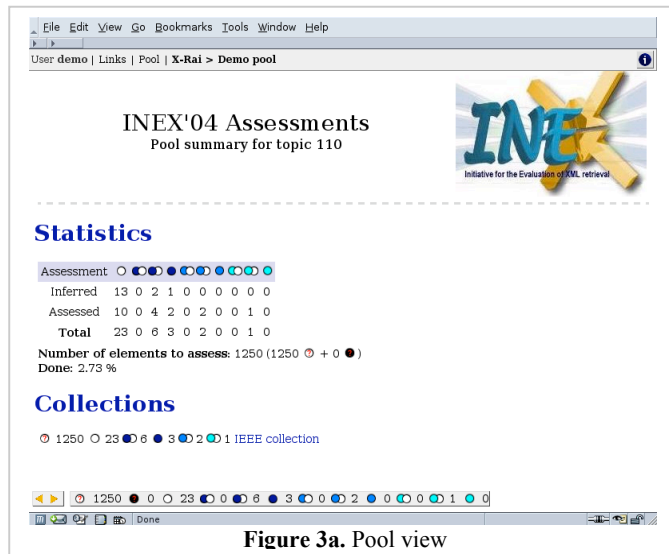 File Edit View Go Bookmarks Tools Window Help
User demo | Links | Pool | X-Rai > Demo pool
INEX'04 Assessments
Pool summary for topic 110
INEX
Initiative for the Evaluation of XML retrieval
Statistics
Assessment
Inferred 13 0 2 1 0 0 0 0 0 0
Assessed 10 0 4 2 0 2 0 0 1 0
Total 23 0 6 3 0 2 0 0 1 0
Number of elements to assess: 1250 (1250 ? + 0 ?)
Done: 2.73 %
Collections
? 1250 23 6 3 2 1 IEEE collection
? 1250 ? 0 23 0 6 3 0 2 0 0 1 0
Done
Figure 3a. Pool view